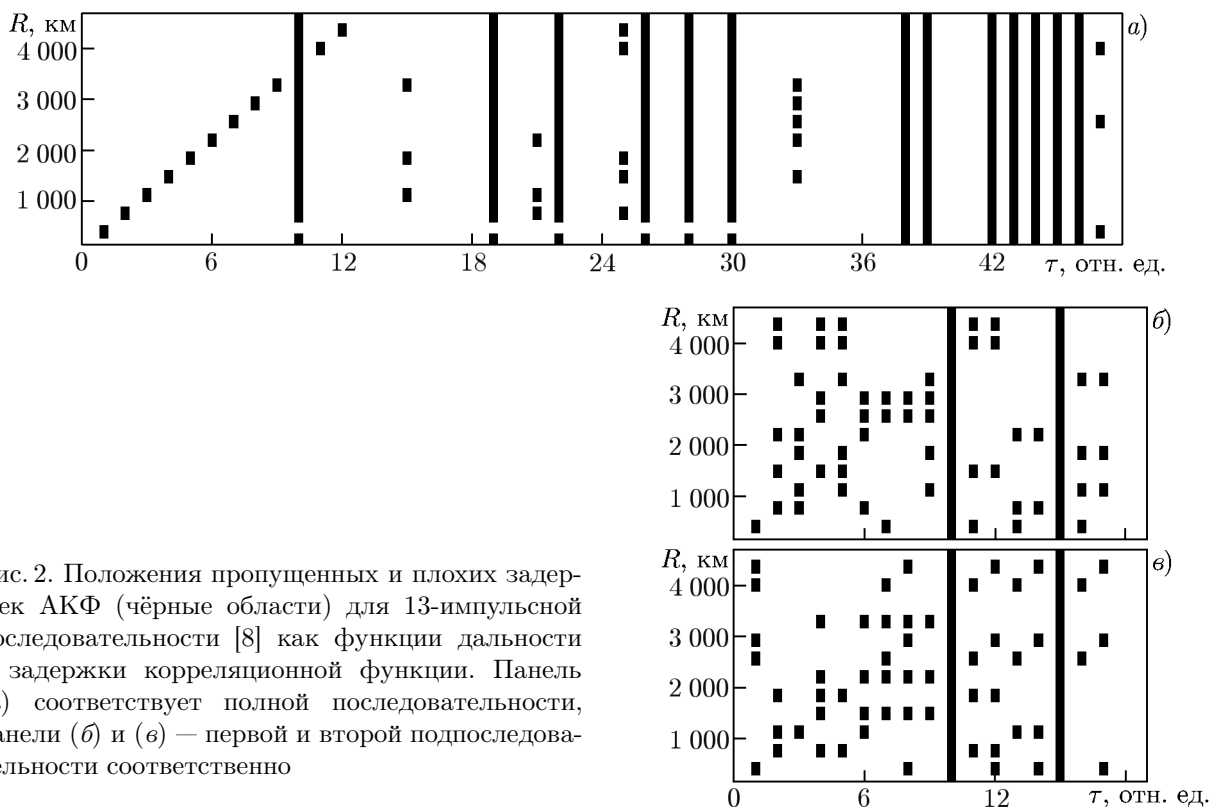 R, км
а)
4 000
3 000
2 000
1 000
0 6 12 18 24 30 36 42 τ, отн. ед.
R, км
б)
4 000
3 000
2 000
1 000
R, км
в)
4 000
3 000
2 000
1 000
0 6 12 τ, отн. ед.
ис. 2. Положения пропущенных и плохих задер-
ек АКФ (чёрные области) для 13-импульсной
оследовательности [8] как функции дальности
задержки корреляционной функции. Панель
) соответствует полной последовательности,
анели (б) и (в) — первой и второй подпоследова-
ельности соответственно